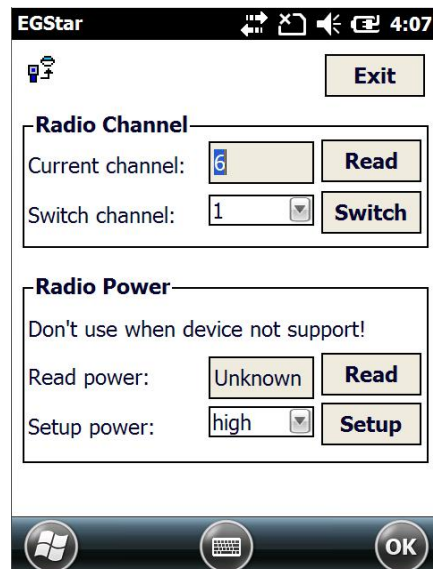 EGStar 4:07
Exit
Radio Channel
Current channel: 6 Read
Switch channel: 1 Switch
Radio Power
Don't use when device not support!
Read power: Unknown Read
Setup power: high Setup
OK